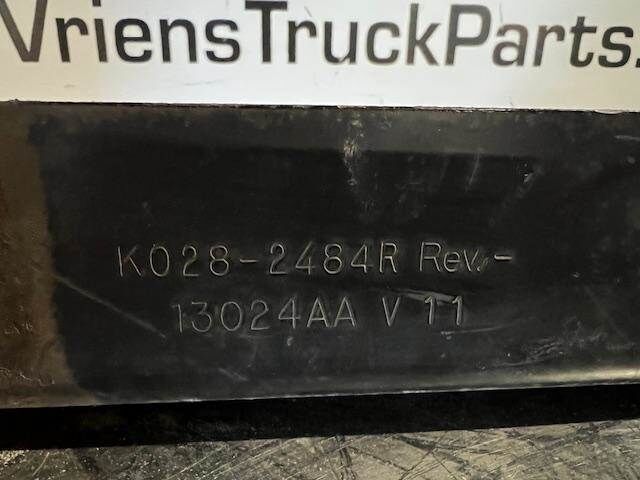 VriensTruckParts.
K028-2484R Rev.-
13024AA V 11